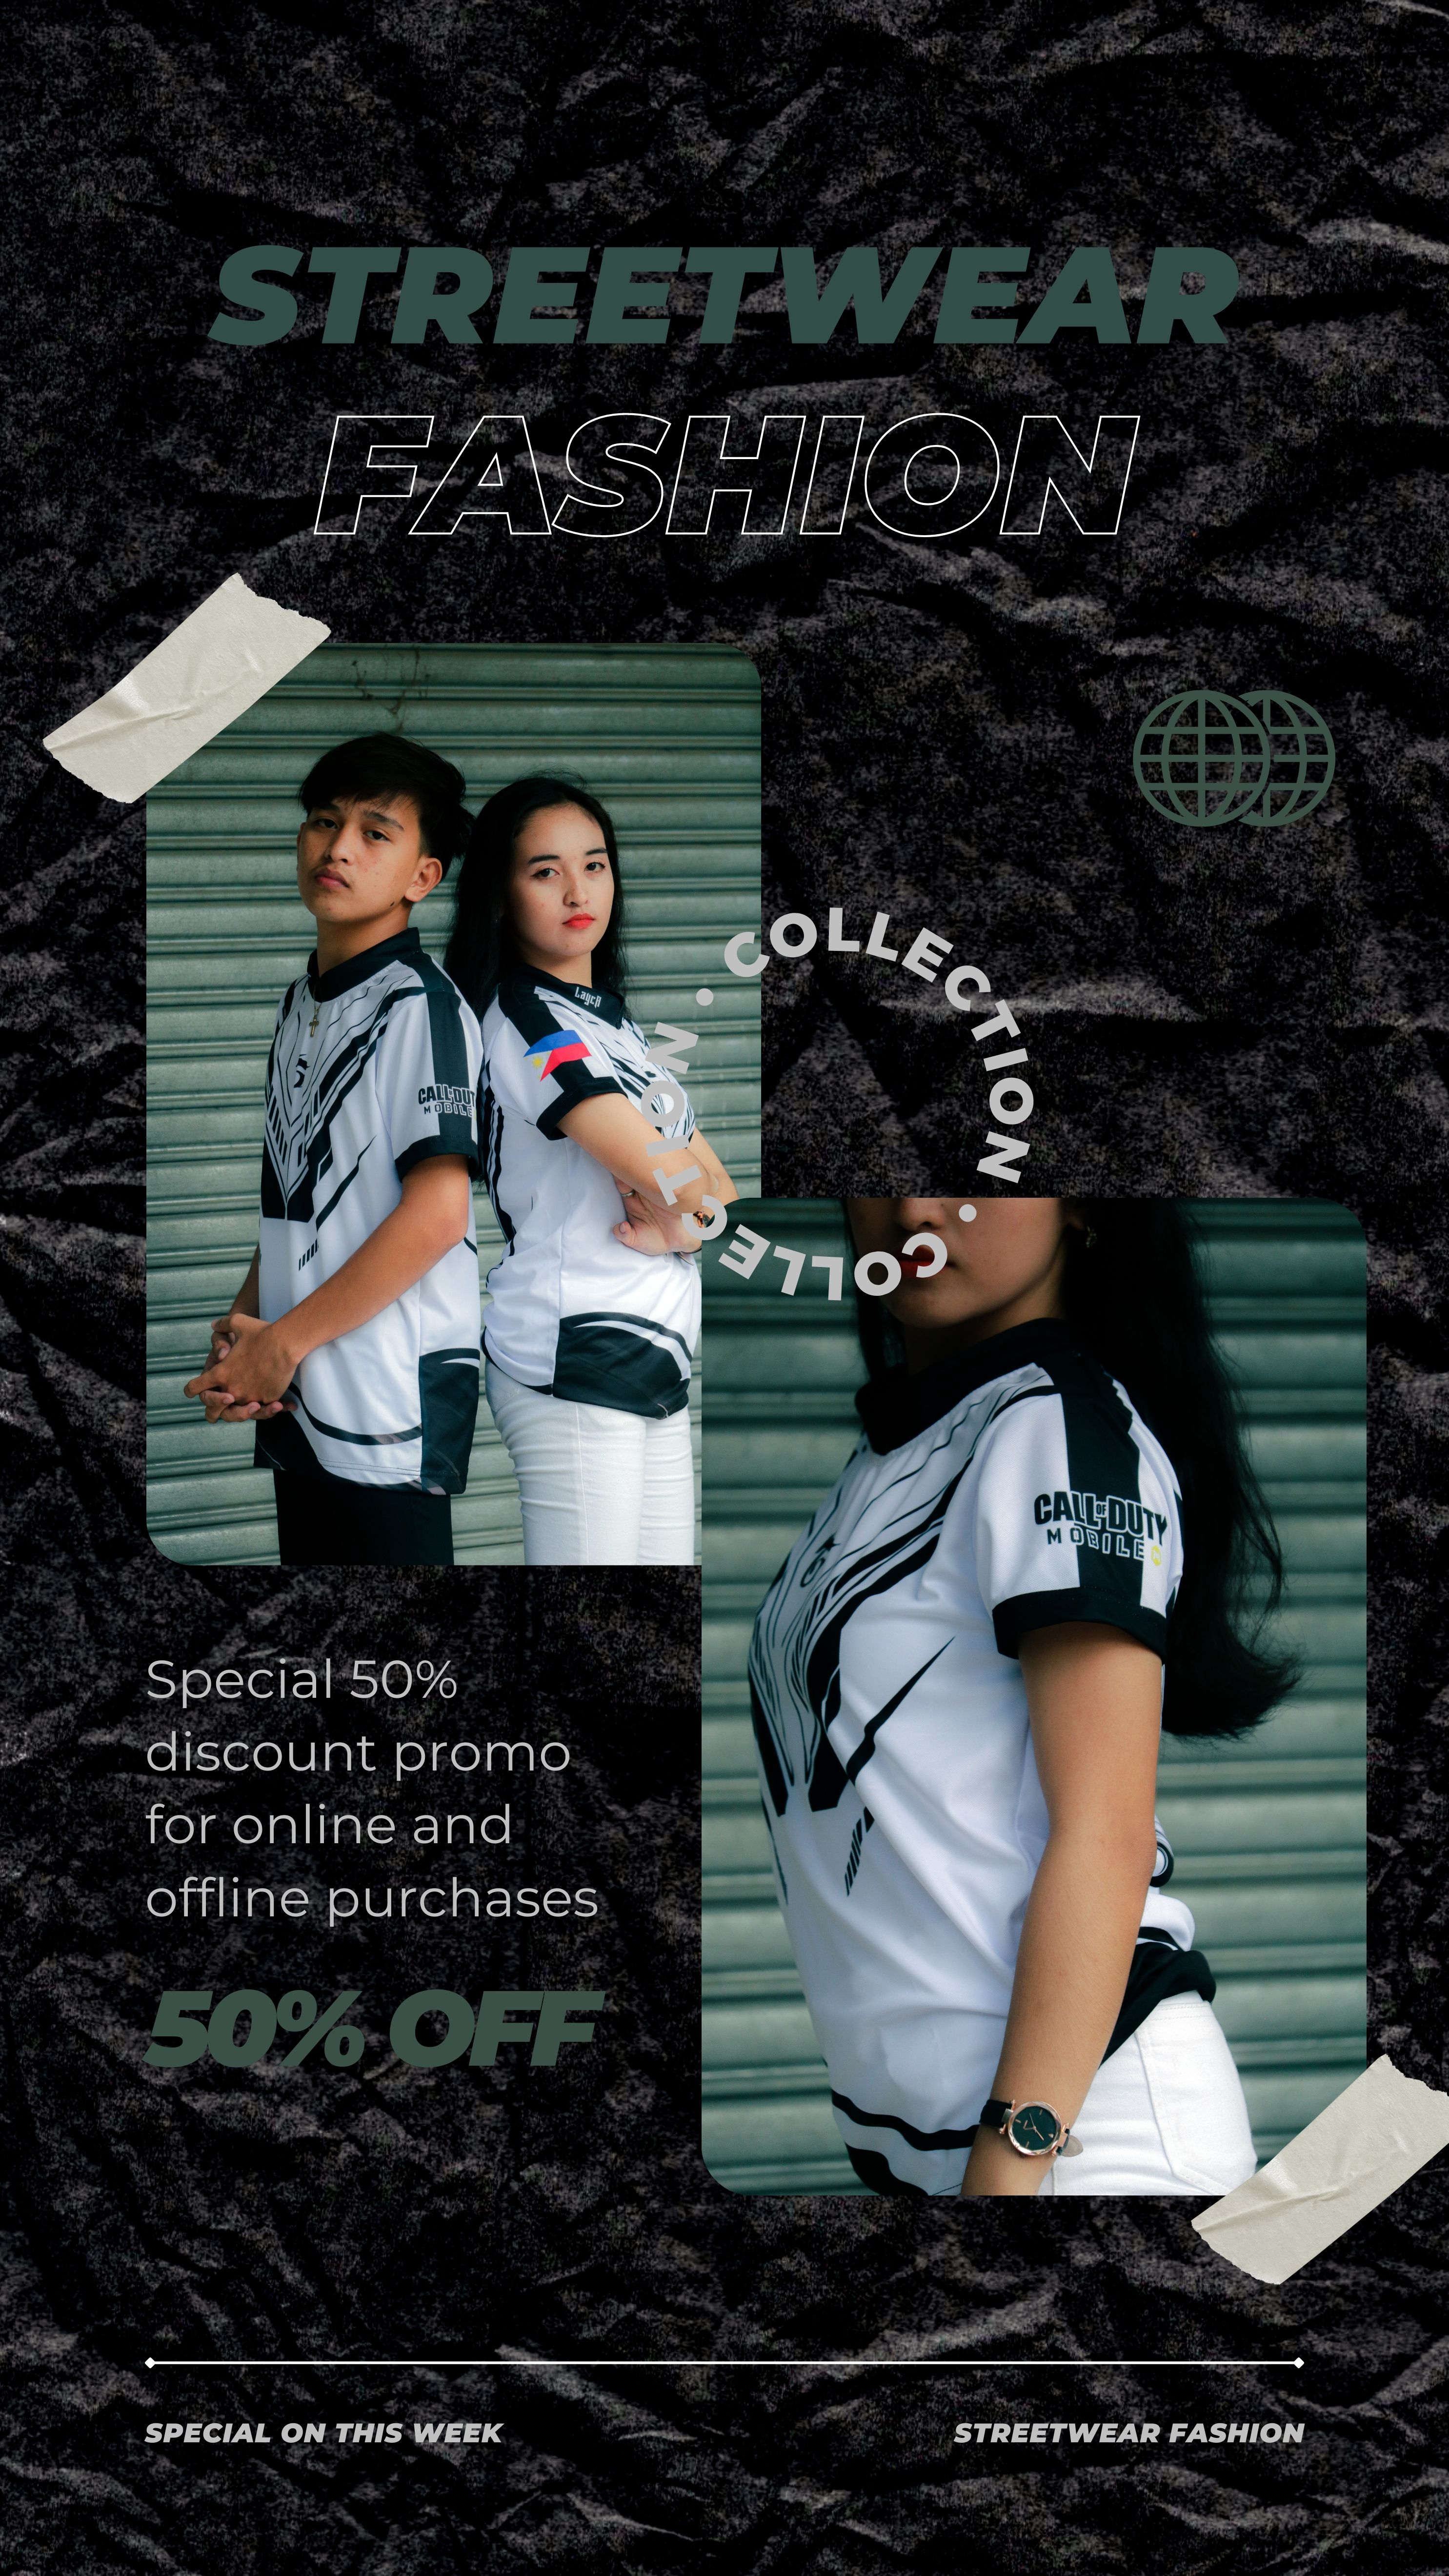 STREETWEAR
FASHION
COLLECTION • COLLECTION •
Laycñ
CALL OF DUTY
MOBILE
CALL OF DUTY
MOBILE
Special 50%
discount promo
for online and
offline purchases
50% OFF
SPECIAL ON THIS WEEK
STREETWEAR FASHION